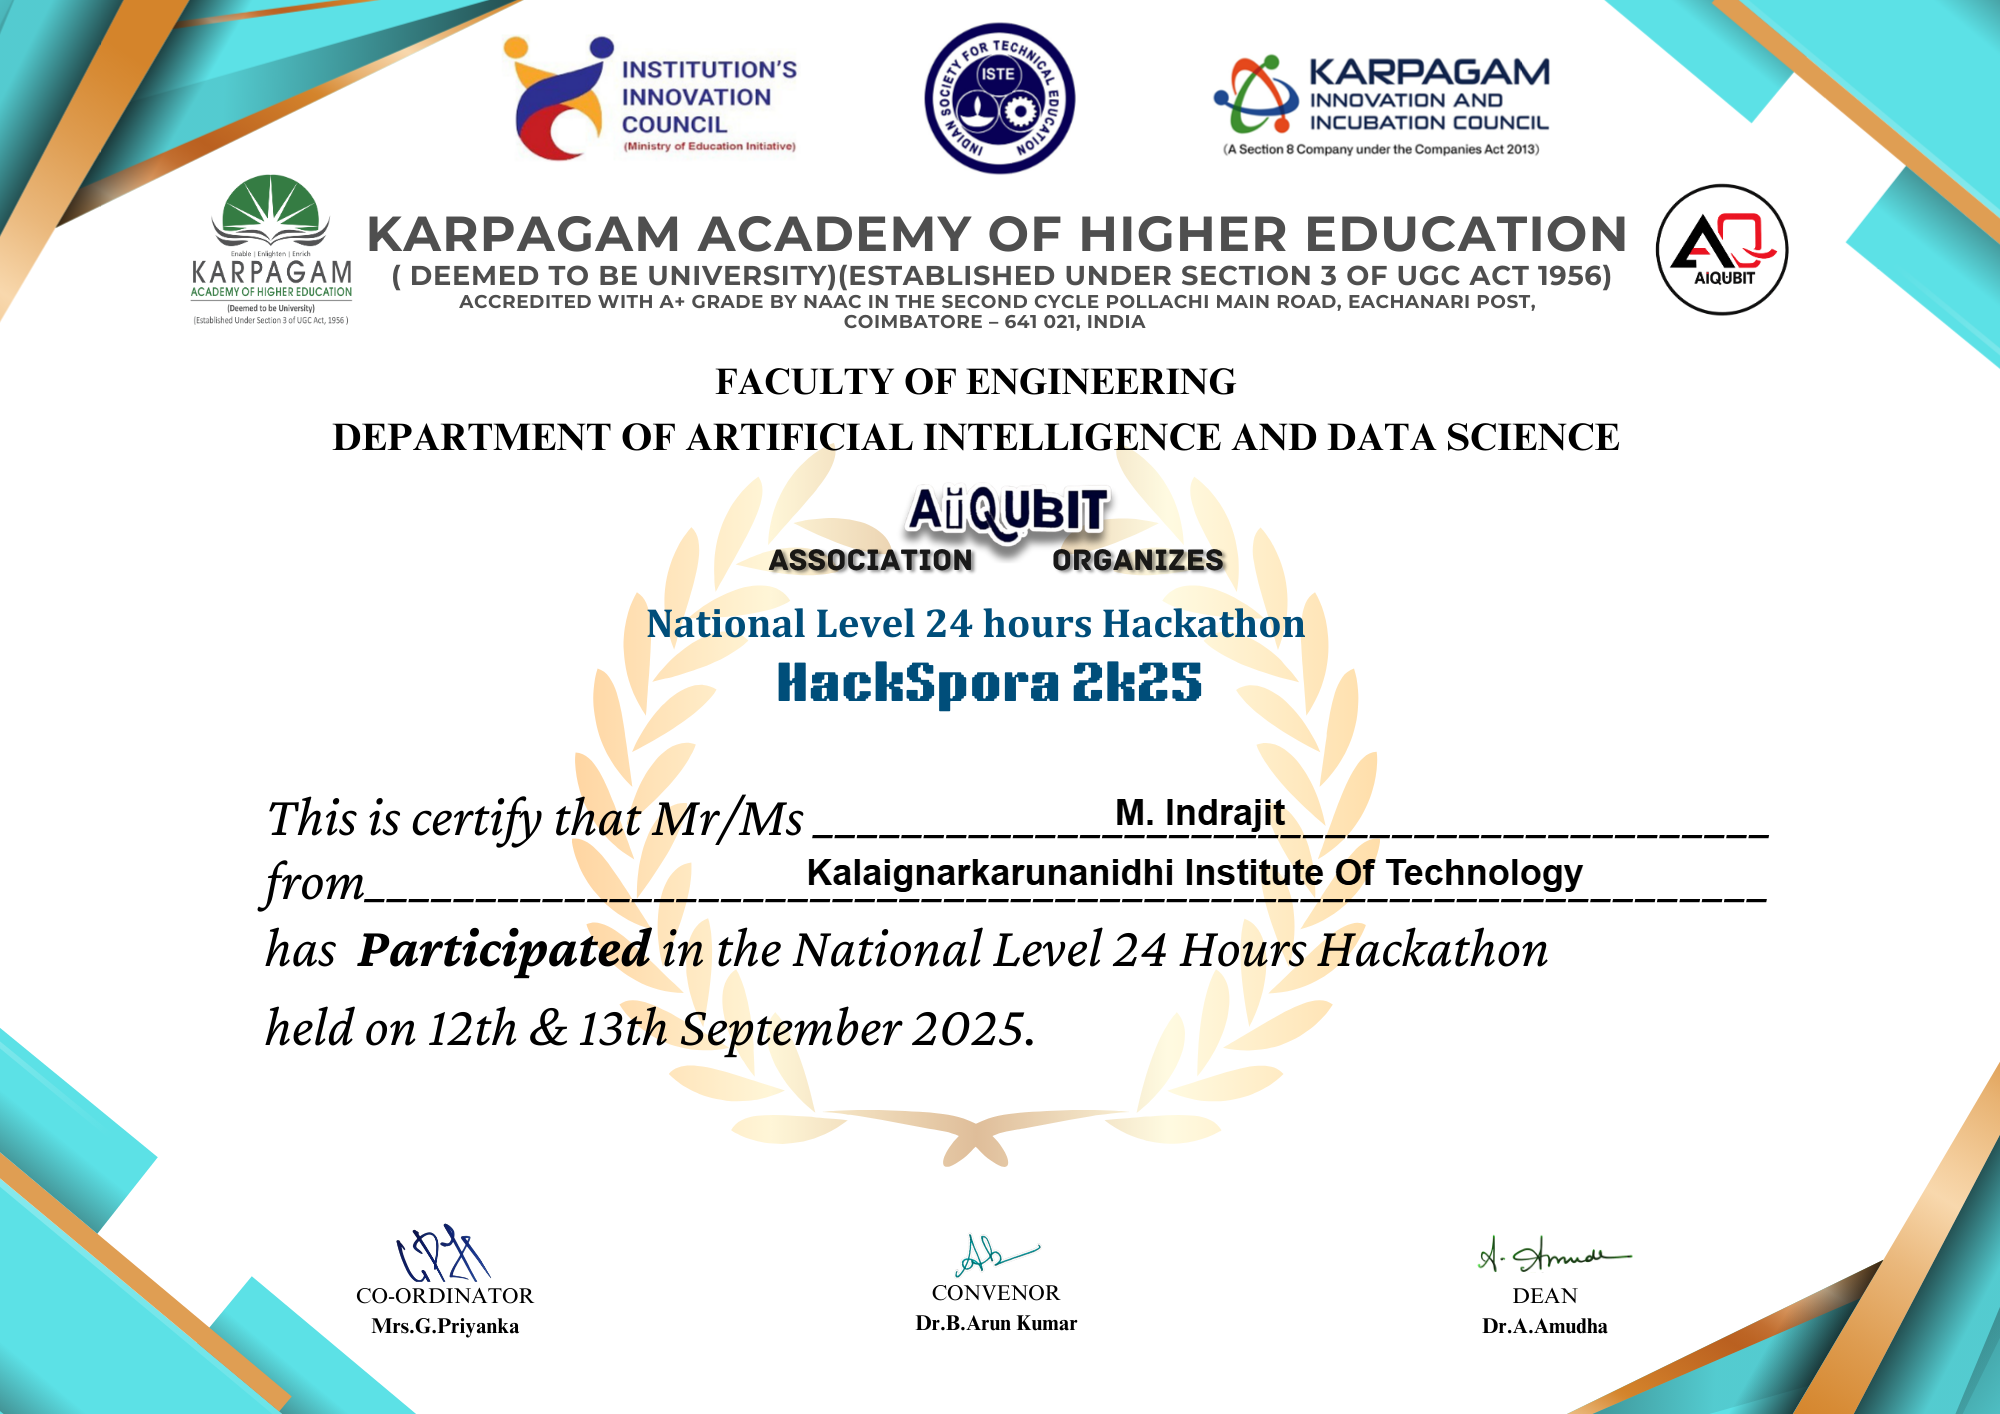 INSTITUTION'S
INNOVATION
COUNCIL
(Ministry of Education Initiative)
INDIAN SOCIETY FOR TECHNICAL EDUCATION
ISTE
KARPAGAM
INNOVATION AND
INCUBATION COUNCIL
(A Section 8 Company under the Companies Act 2013)
Enable | Enlighten | Enrich
KARPAGAM
ACADEMY OF HIGHER EDUCATION
(Deemed to be University)
(Established Under Section 3 of UGC Act, 1956 )
KARPAGAM ACADEMY OF HIGHER EDUCATION
( DEEMED TO BE UNIVERSITY)(ESTABLISHED UNDER SECTION 3 OF UGC ACT 1956)
ACCREDITED WITH A+ GRADE BY NAAC IN THE SECOND CYCLE POLLACHI MAIN ROAD, EACHANARI POST,
COIMBATORE – 641 021, INDIA
AQ
AIQUBIT
FACULTY OF ENGINEERING
DEPARTMENT OF ARTIFICIAL INTELLIGENCE AND DATA SCIENCE
AiQUbIT
ASSOCIATION ORGANIZES
National Level 24 hours Hackathon
HackSpora 2k25
This is certify that Mr/Ms M. Indrajit
from Kalaignarkarunanidhi Institute Of Technology
has Participated in the National Level 24 Hours Hackathon
held on 12th & 13th September 2025.
A. Amude
CO-ORDINATOR CONVENOR DEAN
Mrs.G.Priyanka Dr.B.Arun Kumar Dr.A.Amudha